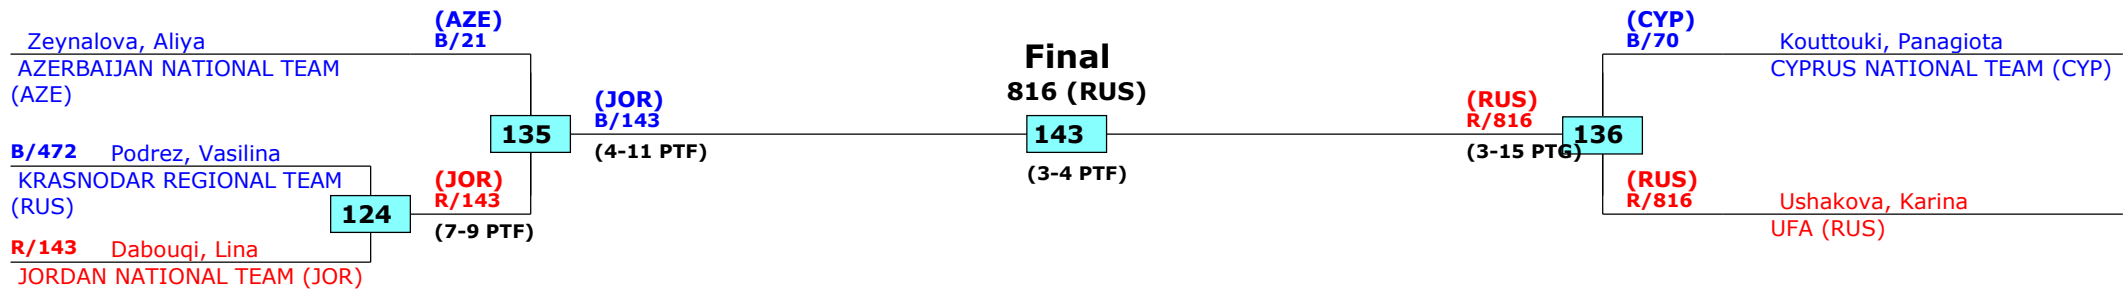 (AZE)
B/21
Zeynalova, Aliya
AZERBAIJAN NATIONAL TEAM
(AZE)
B/472 Podrez, Vasilina
KRASNODAR REGIONAL TEAM
(RUS)
R/143 Dabouqi, Lina
JORDAN NATIONAL TEAM (JOR)
124
(JOR)
R/143
(7-9 PTF)
135
(JOR)
B/143
(4-11 PTF)
Final
816 (RUS)
143
(3-4 PTF)
(RUS)
R/816
(3-15 PTG)
136
(CYP)
B/70
Kouttouki, Panagiota
CYPRUS NATIONAL TEAM (CYP)
(RUS)
R/816
Ushakova, Karina
UFA (RUS)